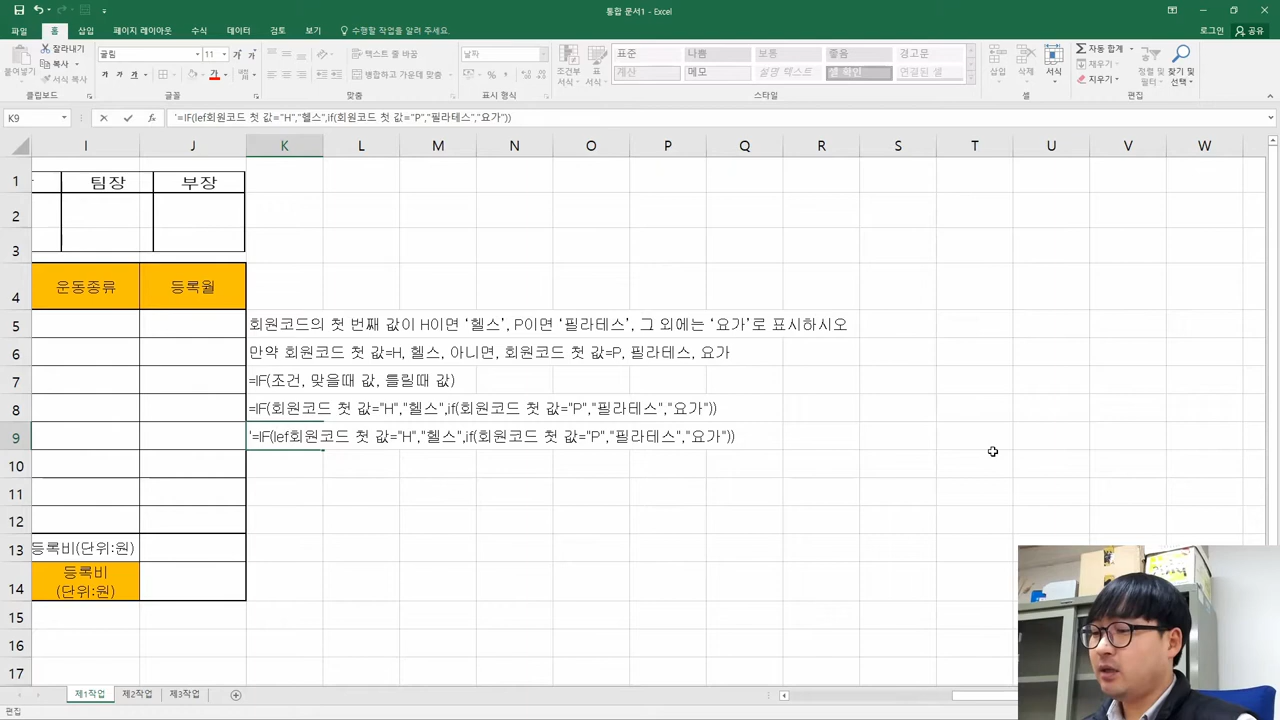 통합 문서1 - Excel
파일 홈 삽입 페이지 레이아웃 수식 데이터 검토 보기 수행할 작업을 알려 주세요. 로그인 공유
붙여넣기 잘라내기 복사 서식 복사 클립보드
굴림 11 가 가 가 글꼴
텍스트 줄 바꿈 병합하고 가운데 맞춤 맞춤
날짜 % 표시 형식
조건부 서식 표 서식
표준 나쁨 보통 좋음 경고문
계산 메모 설명 텍스트 셀 확인 연결된 셀
스타일
삽입 삭제 서식 셀
자동 합계 채우기 지우기 정렬 및 필터 찾기 및 선택 편집
K9 '=IF(lef회원코드 첫 값="H","헬스",if(회원코드 첫 값="P","필라테스","요가"))
I J K L M N O P Q R S T U V W
1 팀장 부장
2
3
4 운동종류 등록월
5 회원코드의 첫 번째 값이 H이면 ‘헬스’, P이면 ‘필라테스’, 그 외에는 ‘요가’로 표시하시오
6 만약 회원코드 첫 값=H, 헬스, 아니면, 회원코드 첫 값=P, 필라테스, 요가
7 =IF(조건, 맞을때 값, 틀릴때 값)
8 =IF(회원코드 첫 값="H","헬스",if(회원코드 첫 값="P","필라테스","요가"))
9 '=IF(lef회원코드 첫 값="H","헬스",if(회원코드 첫 값="P","필라테스","요가"))
10
11
12
13 등록비(단위:원)
14 등록비
(단위:원)
15
16
17
제1작업 제2작업 제3작업
편집